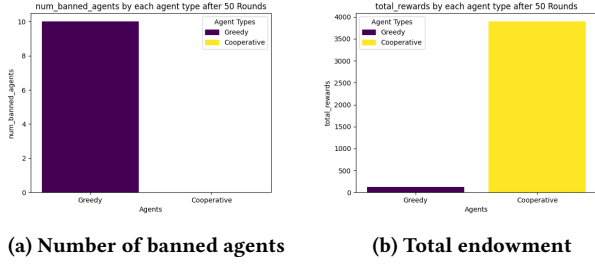 num_banned_agents by each agent type after 50 Rounds
Agent Types
Greedy
Cooperative
10
8
6
4
2
0
num_banned_agents
Greedy Cooperative
Agents
(a) Number of banned agents
total_rewards by each agent type after 50 Rounds
Agent Types
Greedy
Cooperative
4000
3500
3000
2500
2000
1500
1000
500
0
total_rewards
Greedy Cooperative
Agents
(b) Total endowment